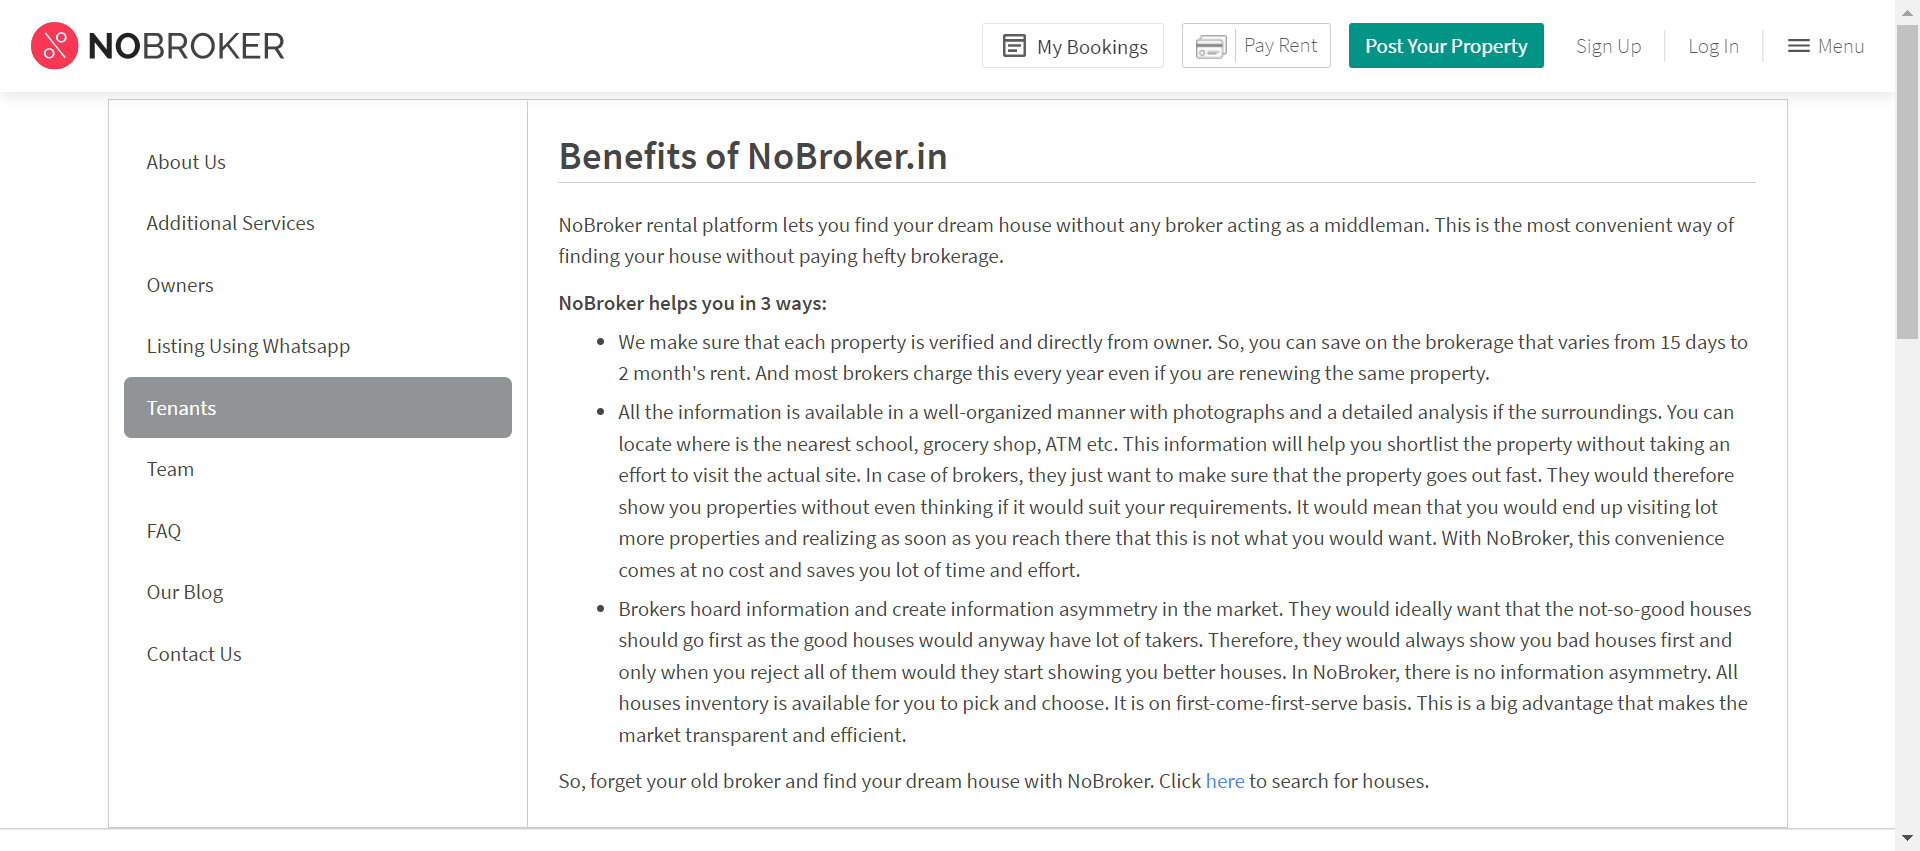 NOBROKER
My Bookings
Pay Rent
Post Your Property
Sign Up
Log In
Menu
About Us
Additional Services
Owners
Listing Using Whatsapp
Tenants
Team
FAQ
Our Blog
Contact Us
Benefits of NoBroker.in
NoBroker rental platform lets you find your dream house without any broker acting as a middleman. This is the most convenient way of
finding your house without paying hefty brokerage.
NoBroker helps you in 3 ways:
We make sure that each property is verified and directly from owner. So, you can save on the brokerage that varies from 15 days to
2 month's rent. And most brokers charge this every year even if you are renewing the same property.
All the information is available in a well-organized manner with photographs and a detailed analysis if the surroundings. You can
locate where is the nearest school, grocery shop, ATM etc. This information will help you shortlist the property without taking an
effort to visit the actual site. In case of brokers, they just want to make sure that the property goes out fast. They would therefore
show you properties without even thinking if it would suit your requirements. It would mean that you would end up visiting lot
more properties and realizing as soon as you reach there that this is not what you would want. With NoBroker, this convenience
comes at no cost and saves you lot of time and effort.
Brokers hoard information and create information asymmetry in the market. They would ideally want that the not-so-good houses
should go first as the good houses would anyway have lot of takers. Therefore, they would always show you bad houses first and
only when you reject all of them would they start showing you better houses. In NoBroker, there is no information asymmetry. All
houses inventory is available for you to pick and choose. It is on first-come-first-serve basis. This is a big advantage that makes the
market transparent and efficient.
So, forget your old broker and find your dream house with NoBroker. Click here to search for houses.